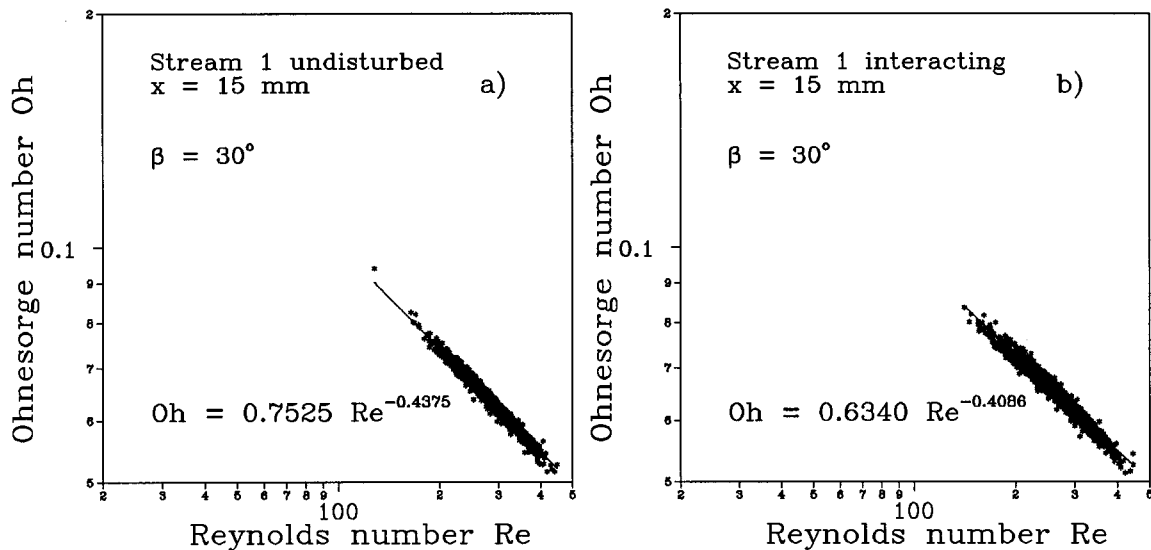 2
Stream 1 undisturbed
x = 15 mm
a)
β = 30°
0.1
9
8
7
6
5
Oh = 0.7525 Re^-0.4375
2 3 4 5 6 7 8 9 100 2 3 4 5
Reynolds number Re
Ohnesorge number Oh
2
Stream 1 interacting
x = 15 mm
b)
β = 30°
0.1
9
8
7
6
5
Oh = 0.6340 Re^-0.4086
2 3 4 5 6 7 8 9 100 2 3 4 5
Reynolds number Re
Ohnesorge number Oh